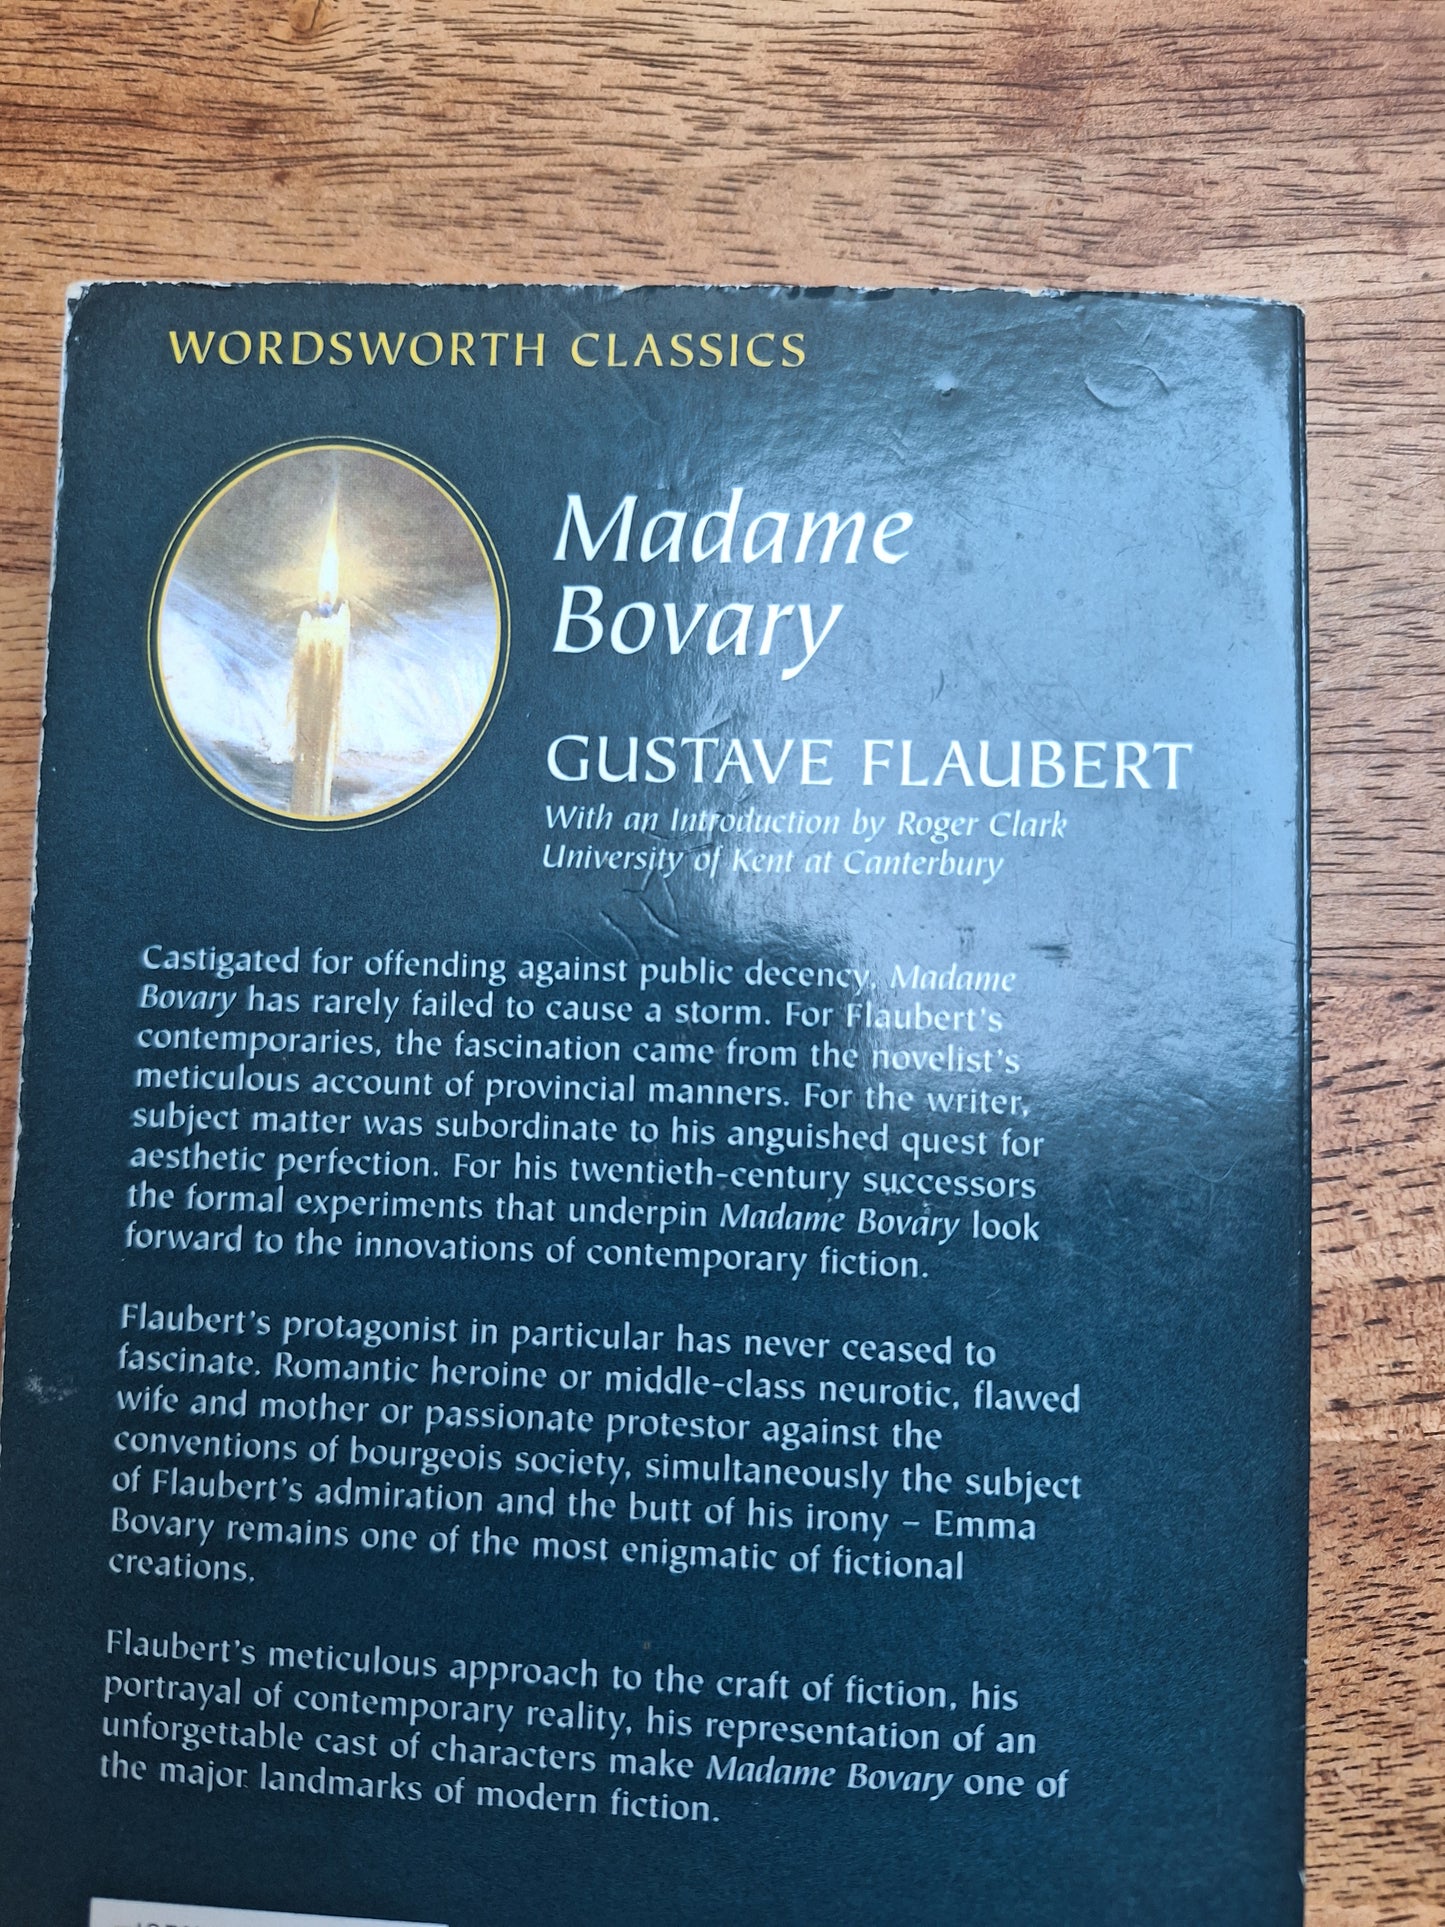 WORDSWORTH CLASSICS
Madame
Bovary
GUSTAVE FLAUBERT
With an Introduction by Roger Clark
University of Kent at Canterbury
Castigated for offending against public decency, Madame
Bovary has rarely failed to cause a storm. For Flaubert's
contemporaries, the fascination came from the novelist's
meticulous account of provincial manners. For the writer,
subject matter was subordinate to his anguished quest for
aesthetic perfection. For his twentieth-century successors
the formal experiments that underpin Madame Bovary look
forward to the innovations of contemporary fiction.
Flaubert's protagonist in particular has never ceased to
fascinate. Romantic heroine or middle-class neurotic, flawed
wife and mother or passionate protestor against the
conventions of bourgeois society, simultaneously the subject
of Flaubert's admiration and the butt of his irony – Emma
Bovary remains one of the most enigmatic of fictional
creations.
Flaubert's meticulous approach to the craft of fiction, his
portrayal of contemporary reality, his representation of an
unforgettable cast of characters make Madame Bovary one of
the major landmarks of modern fiction.